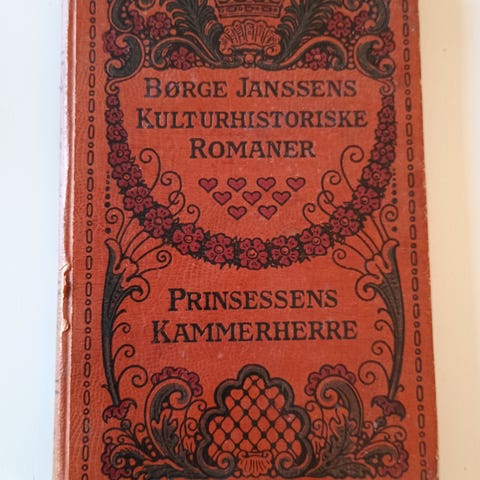 BØRGE JANSSENS
KULTURHISTORISKE
ROMANER
PRINSESSENS
KAMMERHERRE